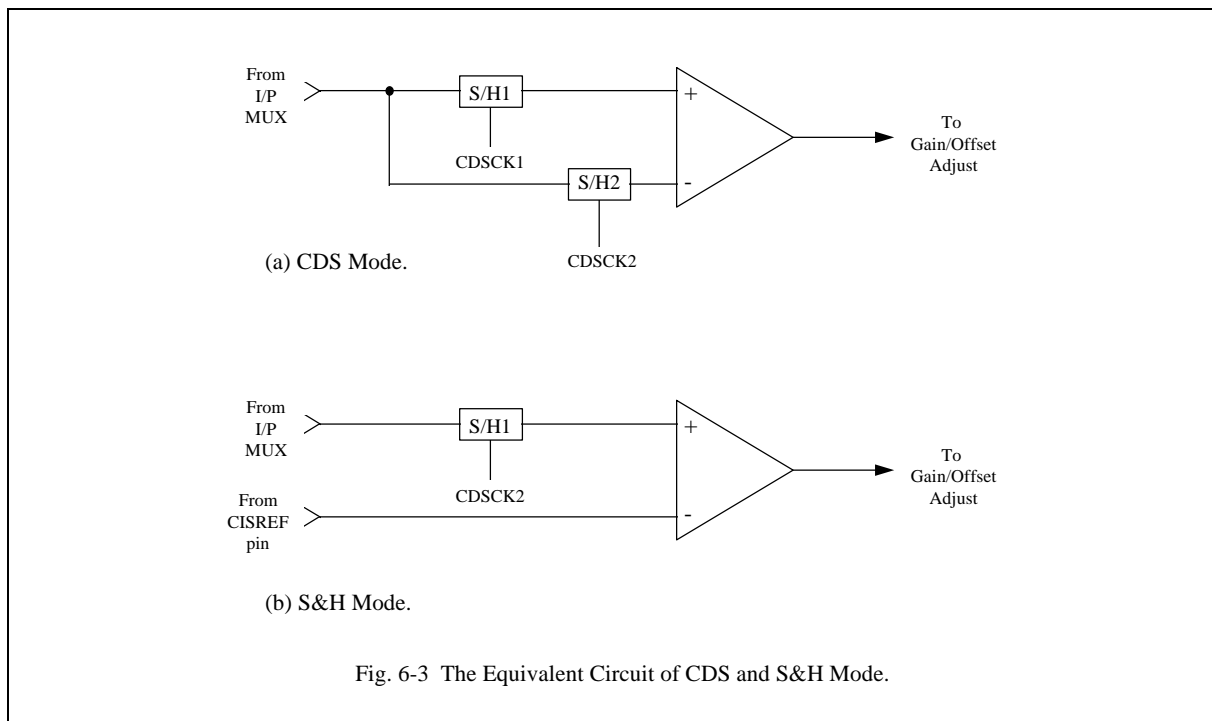 From
I/P
MUX
S/H1
+
CDSCK1
S/H2
-
CDSCK2
To
Gain/Offset
Adjust
(a) CDS Mode.
From
I/P
MUX
S/H1
+
CDSCK2
From
CISREF
pin
-
To
Gain/Offset
Adjust
(b) S&H Mode.
Fig. 6-3 The Equivalent Circuit of CDS and S&H Mode.